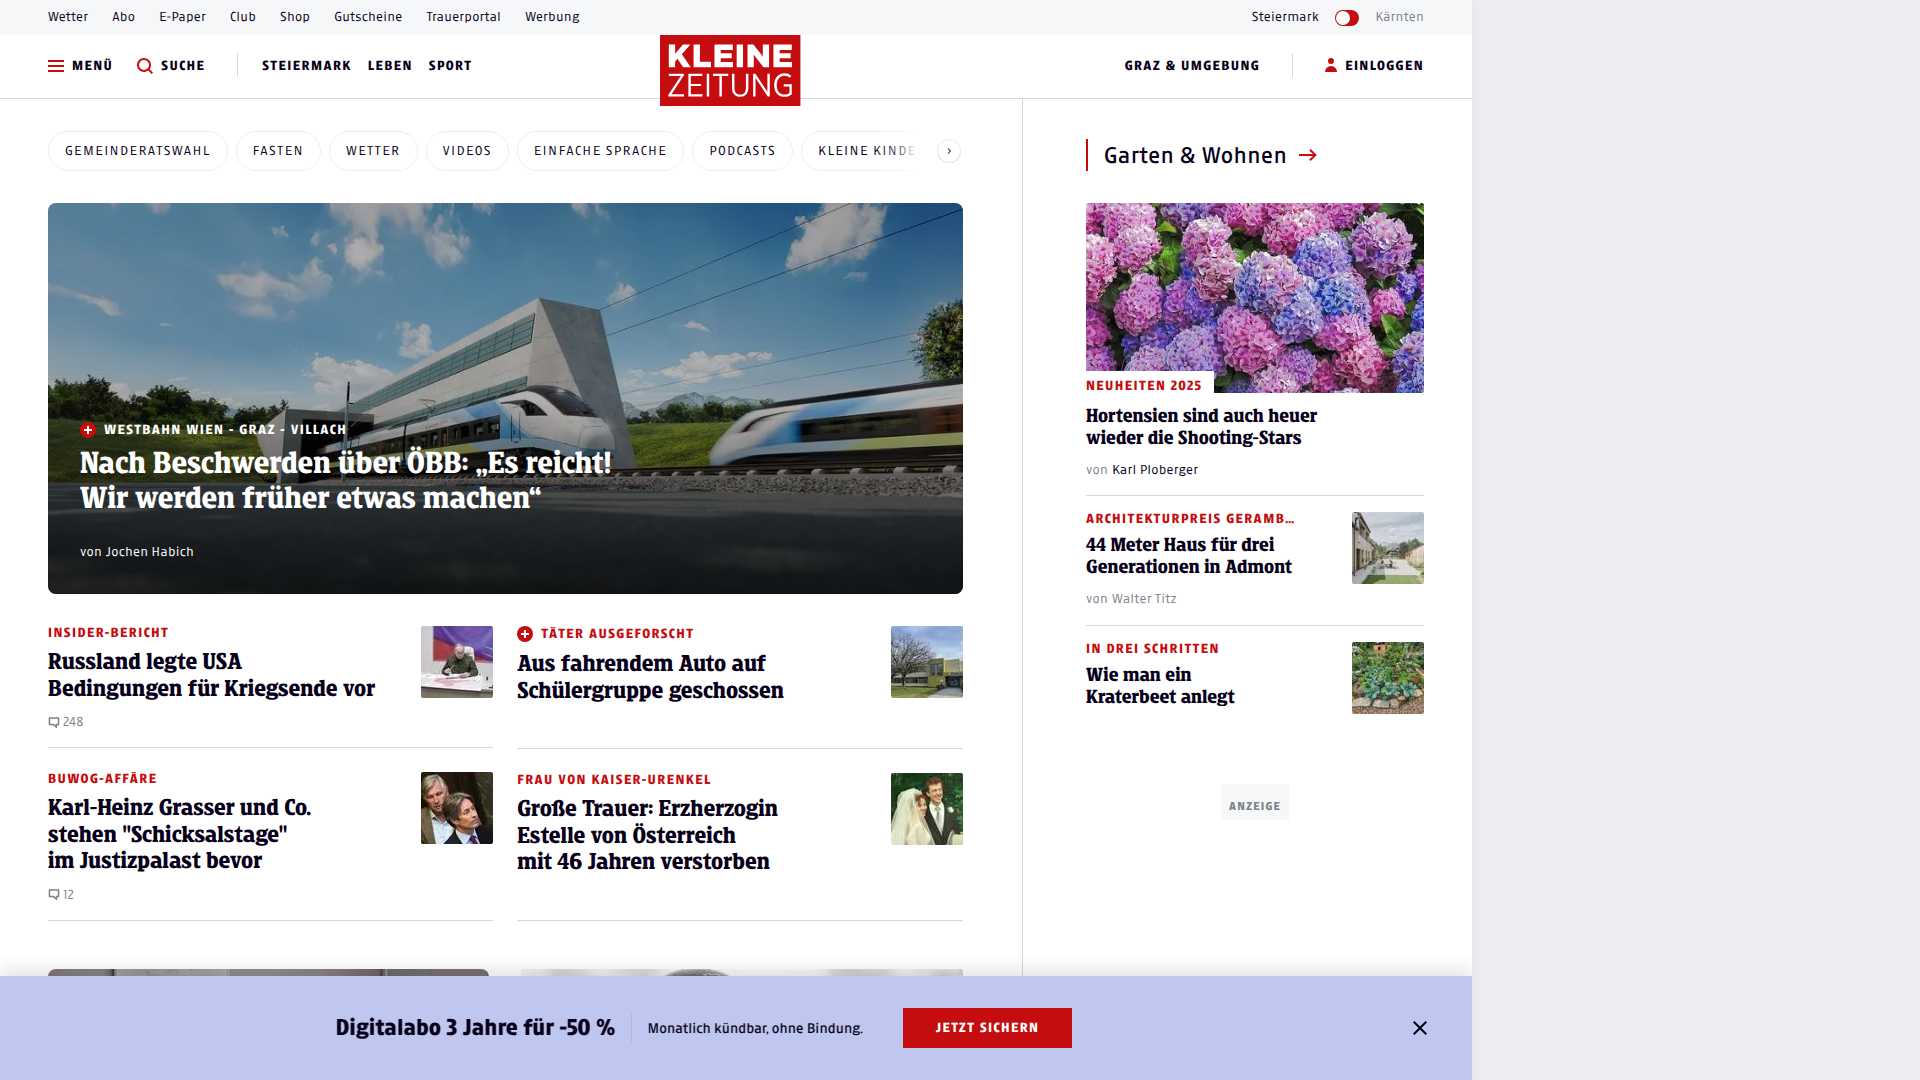 Wetter Abo E-Paper Club Shop Gutscheine Trauerportal Werbung Steiermark Kärnten
MENÜ SUCHE STEIERMARK LEBEN SPORT
KLEINE
ZEITUNG
GRAZ & UMGEBUNG EINLOGGEN
GEMEINDERATSWAHL FASTEN WETTER VIDEOS EINFACHE SPRACHE PODCASTS KLEINE KINDE
WESTBAHN WIEN - GRAZ - VILLACH
Nach Beschwerden über ÖBB: „Es reicht!
Wir werden früher etwas machen“
von Jochen Habich
INSIDER-BERICHT
Russland legte USA
Bedingungen für Kriegsende vor
248
TÄTER AUSGEFORSCHT
Aus fahrendem Auto auf
Schülergruppe geschossen
BUWOG-AFFÄRE
Karl-Heinz Grasser und Co.
stehen "Schicksalstage"
im Justizpalast bevor
12
FRAU VON KAISER-URENKEL
Große Trauer: Erzherzogin
Estelle von Österreich
mit 46 Jahren verstorben
Garten & Wohnen
NEUHEITEN 2025
Hortensien sind auch heuer
wieder die Shooting-Stars
von Karl Ploberger
ARCHITEKTURPREIS GERAMB...
44 Meter Haus für drei
Generationen in Admont
von Walter Titz
IN DREI SCHRITTEN
Wie man ein
Kraterbeet anlegt
ANZEIGE
Digitalabo 3 Jahre für -50 % Monatlich kündbar, ohne Bindung. JETZT SICHERN